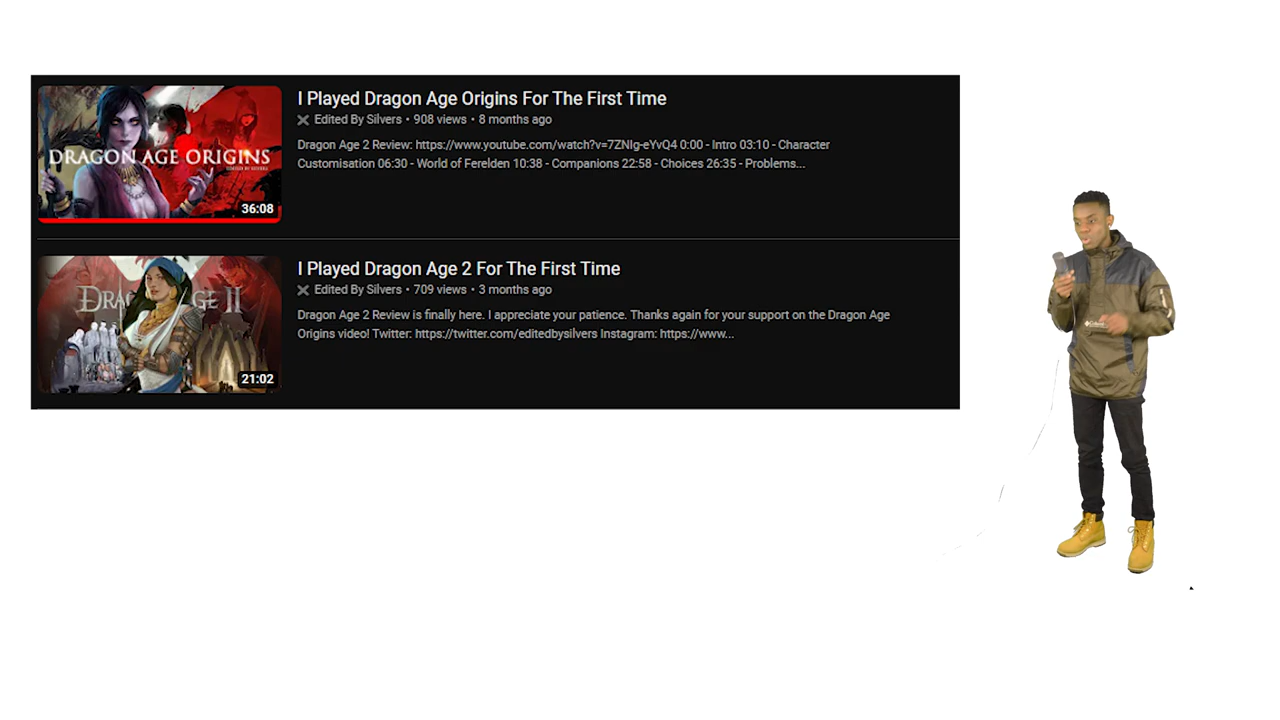 DRAGON AGE ORIGINS
36:08
I Played Dragon Age Origins For The First Time
Edited By Silvers • 908 views • 8 months ago
Dragon Age 2 Review: https://www.youtube.com/watch?v=7ZNIg-eYvQ4 0:00 - Intro 03:10 - Character
Customisation 06:30 - World of Ferelden 10:38 - Companions 22:58 - Choices 26:35 - Problems...
21:02
I Played Dragon Age 2 For The First Time
Edited By Silvers • 709 views • 3 months ago
Dragon Age 2 Review is finally here. I appreciate your patience. Thanks again for your support on the Dragon Age
Origins video! Twitter: https://twitter.com/editedbysilvers Instagram: https://www...